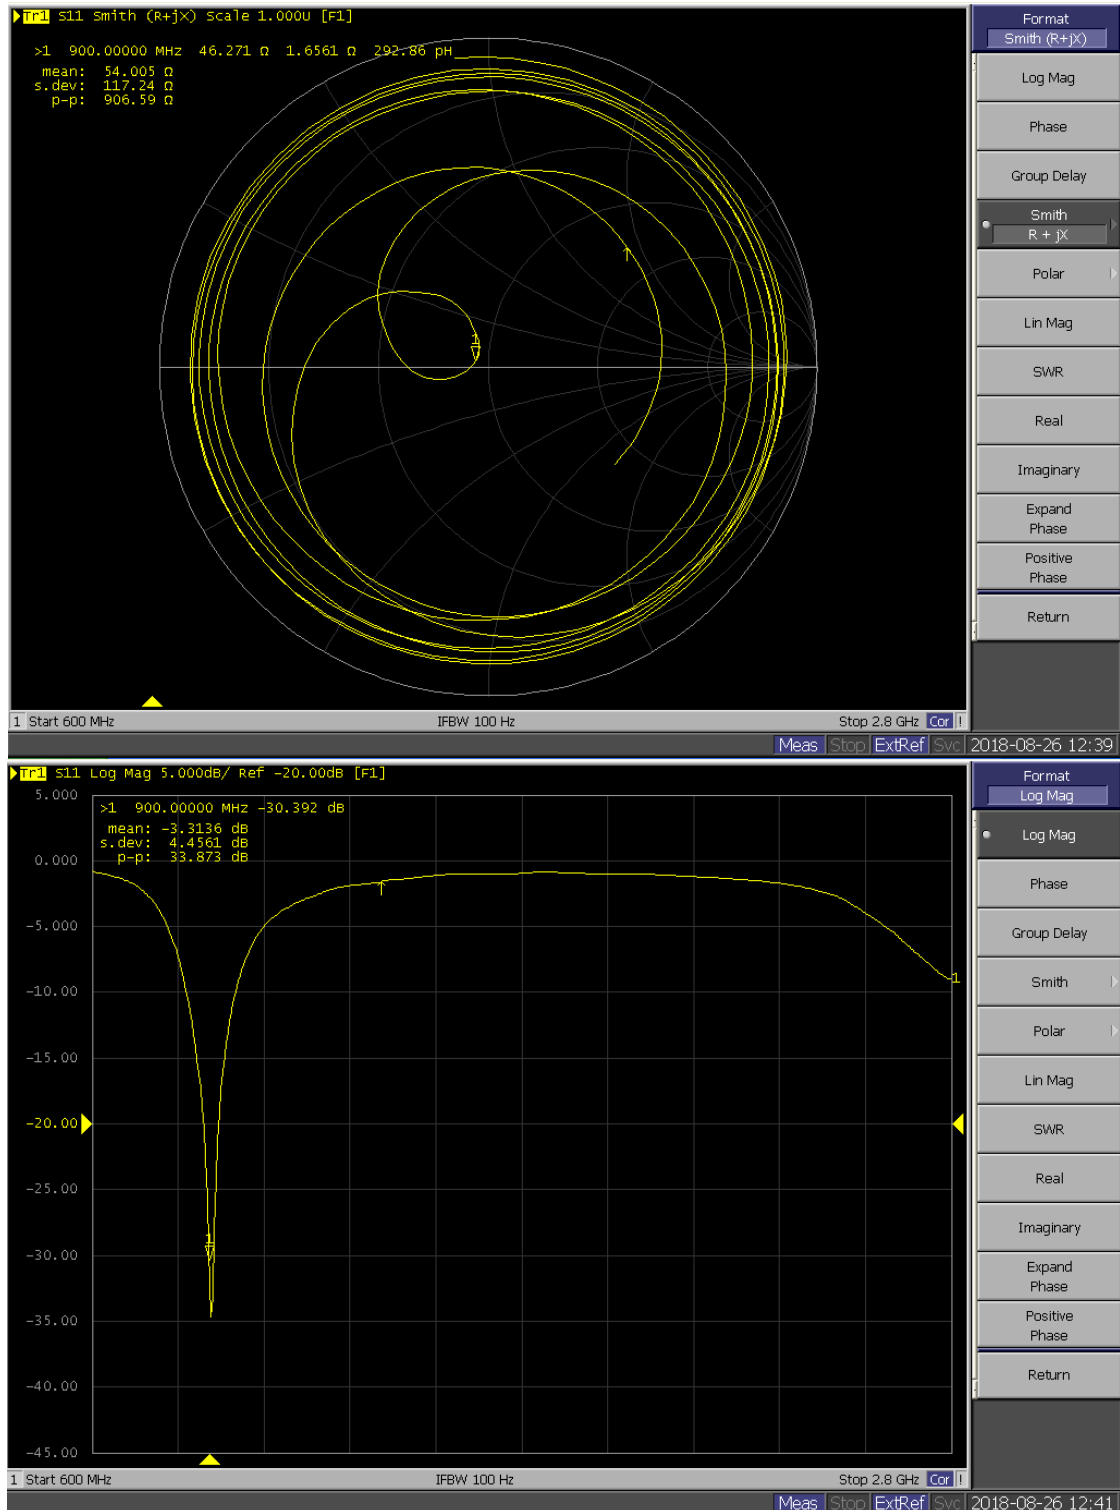 Tr1 S11 Smith (R+jX) Scale 1.000U [F1]
>1 900.00000 MHz 46.271 Ω 1.6561 Ω 292.86 pH
mean: 54.005 Ω
s.dev: 117.24 Ω
p-p: 906.59 Ω
1
Format
Smith (R+jX)
Log Mag
Phase
Group Delay
Smith
R + jX
Polar
Lin Mag
SWR
Real
Imaginary
Expand
Phase
Positive
Phase
Return
1 Start 600 MHz IFBW 100 Hz Stop 2.8 GHz Cor !
Meas Stop ExtRef Svc 2018-08-26 12:39
Tr1 S11 Log Mag 5.000dB/ Ref -20.00dB [F1]
>1 900.00000 MHz -30.392 dB
mean: -3.3136 dB
s.dev: 4.4561 dB
p-p: 33.873 dB
5.000
0.000
-5.000
-10.00
-15.00
-20.00
-25.00
-30.00
-35.00
-40.00
-45.00
1
1
Format
Log Mag
Log Mag
Phase
Group Delay
Smith
Polar
Lin Mag
SWR
Real
Imaginary
Expand
Phase
Positive
Phase
Return
1 Start 600 MHz IFBW 100 Hz Stop 2.8 GHz Cor !
Meas Stop ExtRef Svc 2018-08-26 12:41